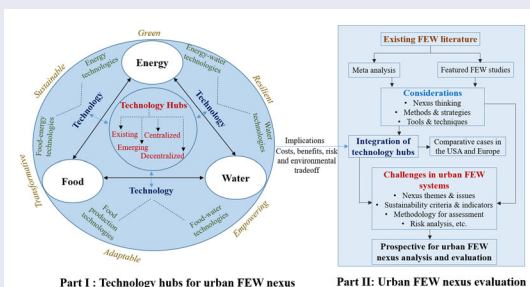 Green
Sustainable
Resilient
Transformative
Empowering
Adaptable
Energy
Food
Water
Energy technologies
Energy-water technologies
Water technologies
Food-water technologies
Food production technologies
Food-energy technologies
Technology
Technology
Technology
Technology Hubs
Existing
Emerging
Centralized
Decentralized
Part I : Technology hubs for urban FEW nexus
Implications
Costs, benefits, risk
and environmental
tradeoff
Existing FEW literature
Meta analysis
Featured FEW studies
Considerations
• Nexus thinking
• Methods & strategies
• Tools & techniques
Integration of
technology hubs
Comparative cases in
the USA and Europe
Challenges in urban FEW
systems
• Nexus themes & issues
• Sustainability criteria & indicators
• Methodology for assessment
• Risk analysis, etc.
Prospective for urban FEW
nexus analysis and evaluation
Part II: Urban FEW nexus evaluation